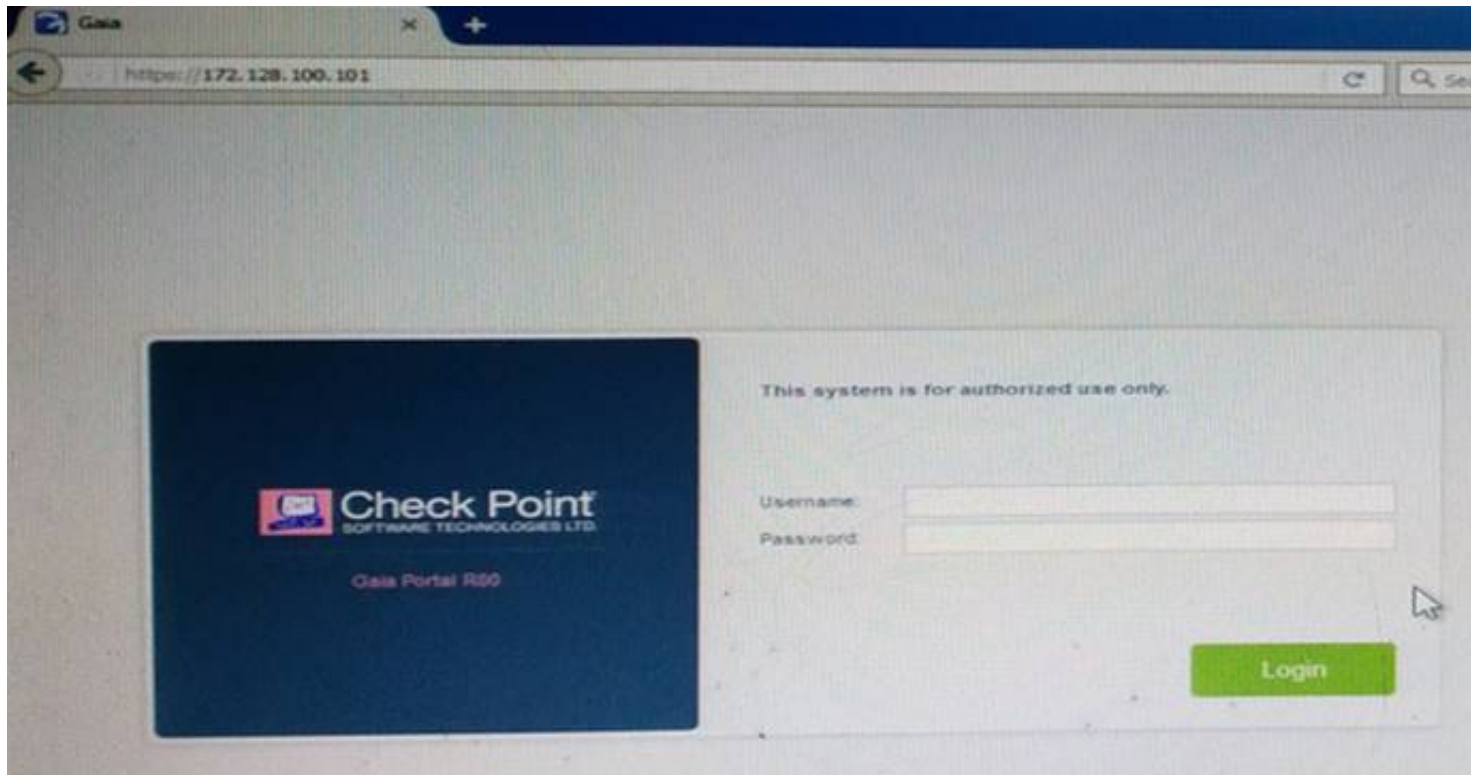 Gaia
https://172.128.100.101
This system is for authorized use only.
Check Point
SOFTWARE TECHNOLOGIES LTD.
Gaia Portal R80
Username:
Password:
Login